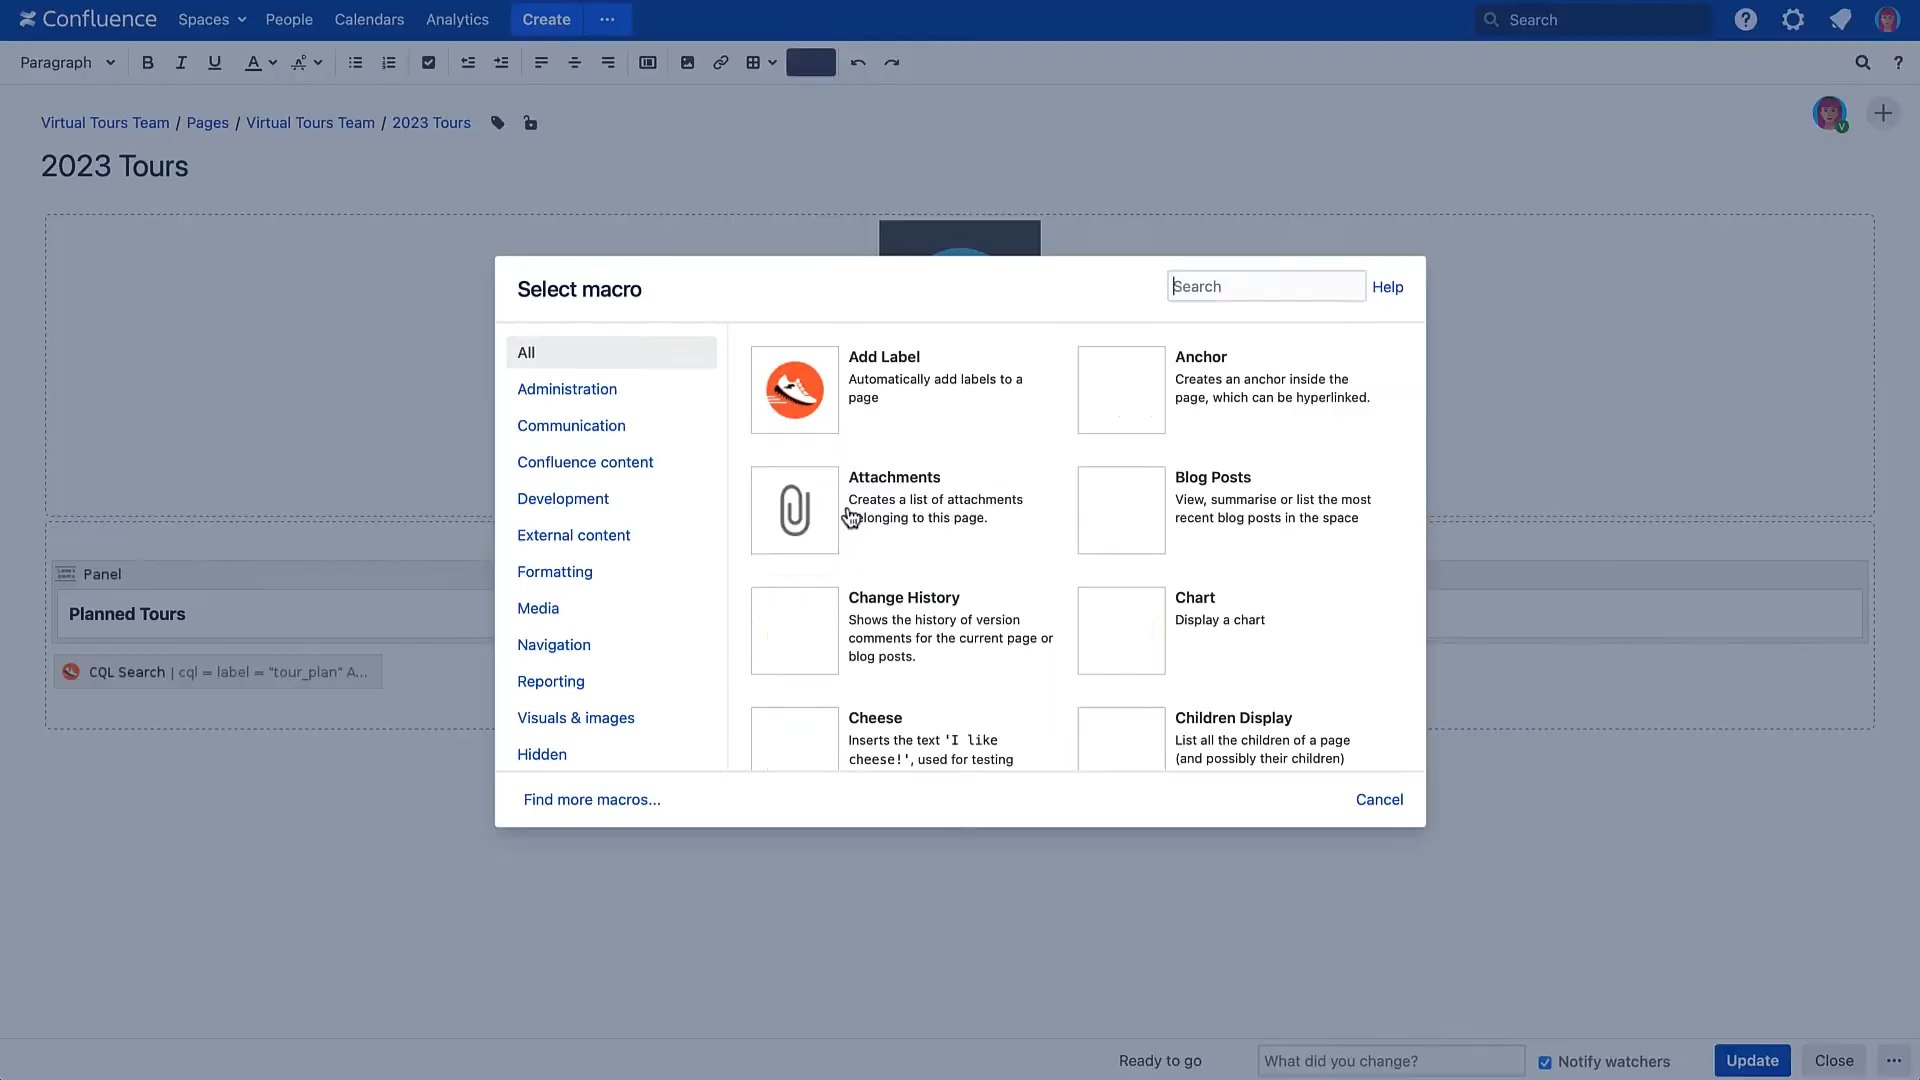 Confluence Spaces People Calendars Analytics Create ··· Search
Paragraph B I U A
Virtual Tours Team / Pages / Virtual Tours Team / 2023 Tours
2023 Tours
Select macro Search Help
All
Administration
Communication
Confluence content
Development
External content
Formatting
Media
Navigation
Reporting
Visuals & images
Hidden
Add Label
Automatically add labels to a
page
Anchor
Creates an anchor inside the
page, which can be hyperlinked.
Attachments
Creates a list of attachments
elonging to this page.
Blog Posts
View, summarise or list the most
recent blog posts in the space
Change History
Shows the history of version
comments for the current page or
blog posts.
Chart
Display a chart
Cheese
Inserts the text 'I like
cheese!', used for testing
Children Display
List all the children of a page
(and possibly their children)
Find more macros... Cancel
Panel
Planned Tours
CQL Search | cql = label = "tour_plan" A...
Ready to go What did you change? Notify watchers Update Close ···